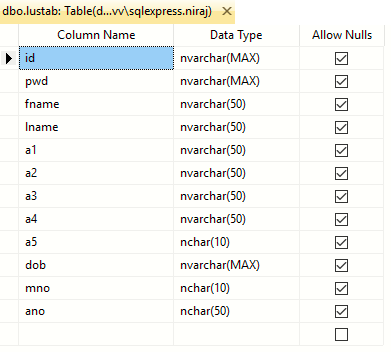 dbo.lustab: Table(d...vv\sqlexpress.niraj)
Column Name Data Type Allow Nulls
id nvarchar(MAX)
pwd nvarchar(MAX)
fname nvarchar(50)
lname nvarchar(50)
a1 nvarchar(50)
a2 nvarchar(50)
a3 nvarchar(50)
a4 nvarchar(50)
a5 nchar(10)
dob nvarchar(MAX)
mno nchar(10)
ano nchar(50)